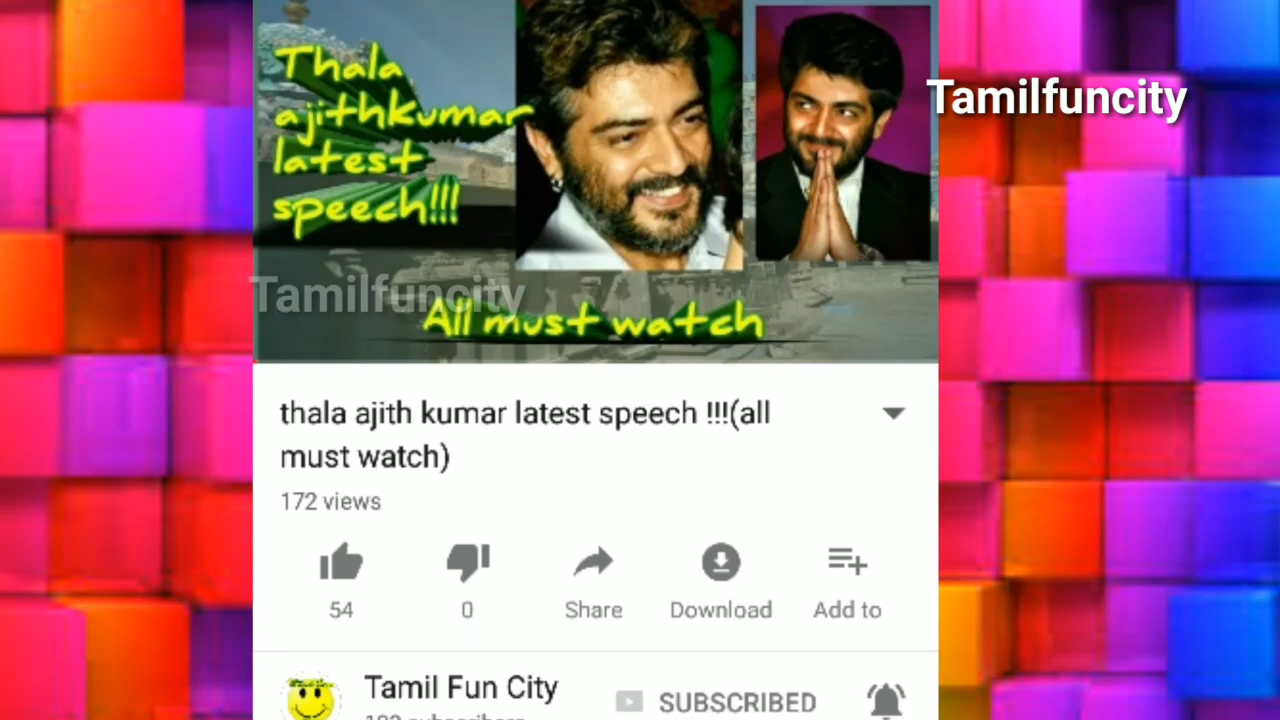 Thala
ajithkumar
latest
speech!!!
Tamilfuncity
Tamilfuncity
All must watch
thala ajith kumar latest speech !!!(all
must watch)
172 views
54
0
Share
Download
Add to
Tamil Fun City
SUBSCRIBED
subscribers